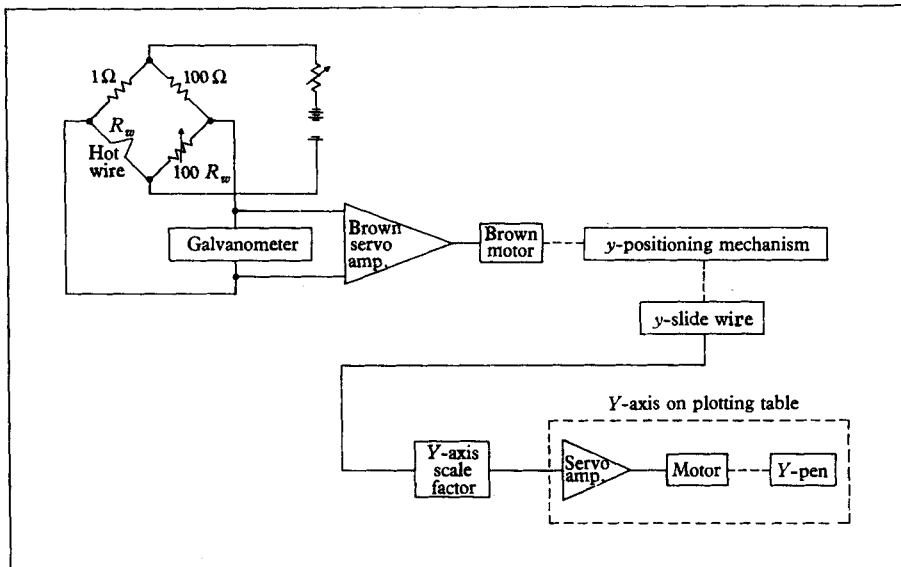 1 Ω
100 Ω
R_w
Hot
wire
100 R_w
Galvanometer
Brown
servo
amp.
Brown
motor
y-positioning mechanism
y-slide wire
Y-axis on plotting table
Y-axis
scale
factor
Servo
amp.
Motor
Y-pen